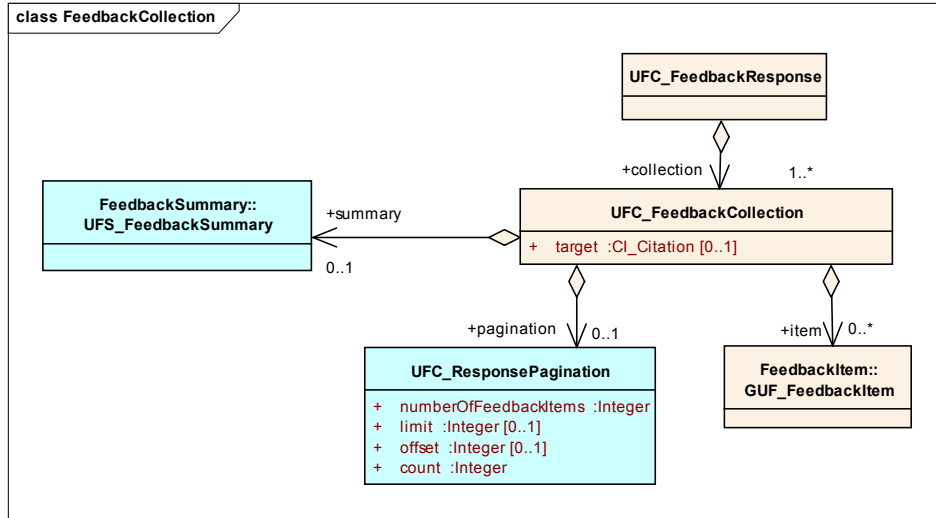 class FeedbackCollection
UFC_FeedbackResponse
+collection
1..*
FeedbackSummary::
UFS_FeedbackSummary
+summary
0..1
UFC_FeedbackCollection
+ target :CI_Citation [0..1]
+pagination
0..1
+item
0..*
UFC_ResponsePagination
+ numberOfFeedbackItems :Integer
+ limit :Integer [0..1]
+ offset :Integer [0..1]
+ count :Integer
FeedbackItem::
GUF_FeedbackItem